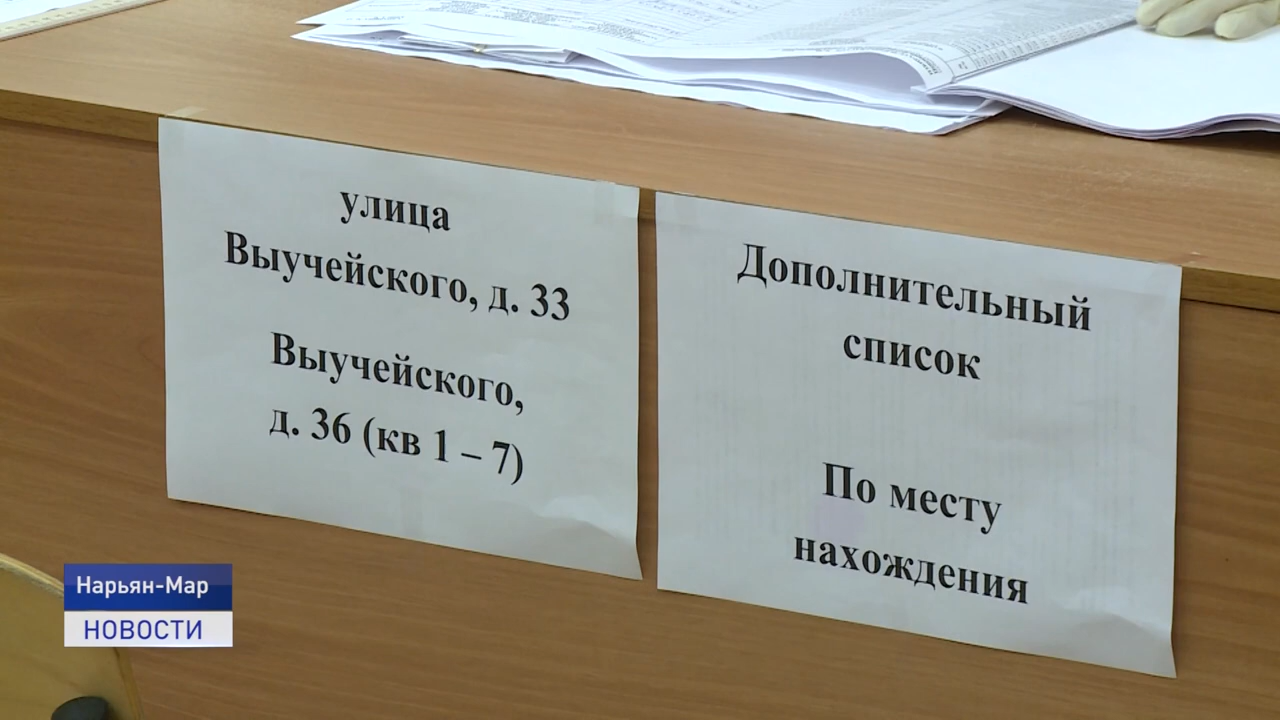 улица
Выучейского, д. 33
Выучейского,
д. 36 (кв 1 – 7)
Дополнительный
список
По месту
нахождения
Нарьян-Мар
НОВОСТИ